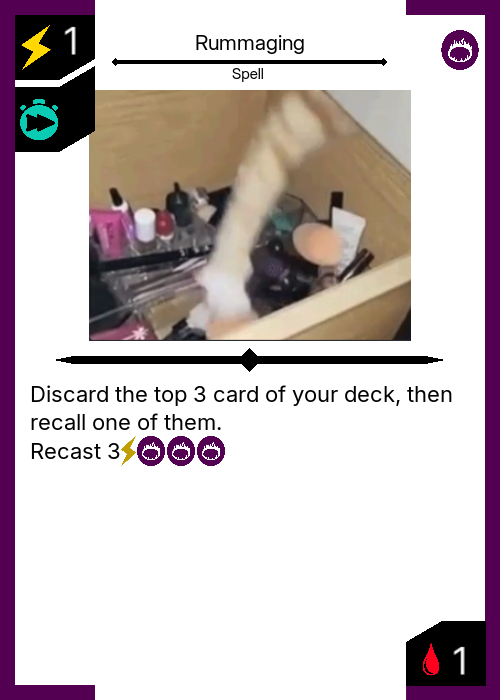 1
Rummaging
Spell
Discard the top 3 card of your deck, then
recall one of them.
Recast 3
1